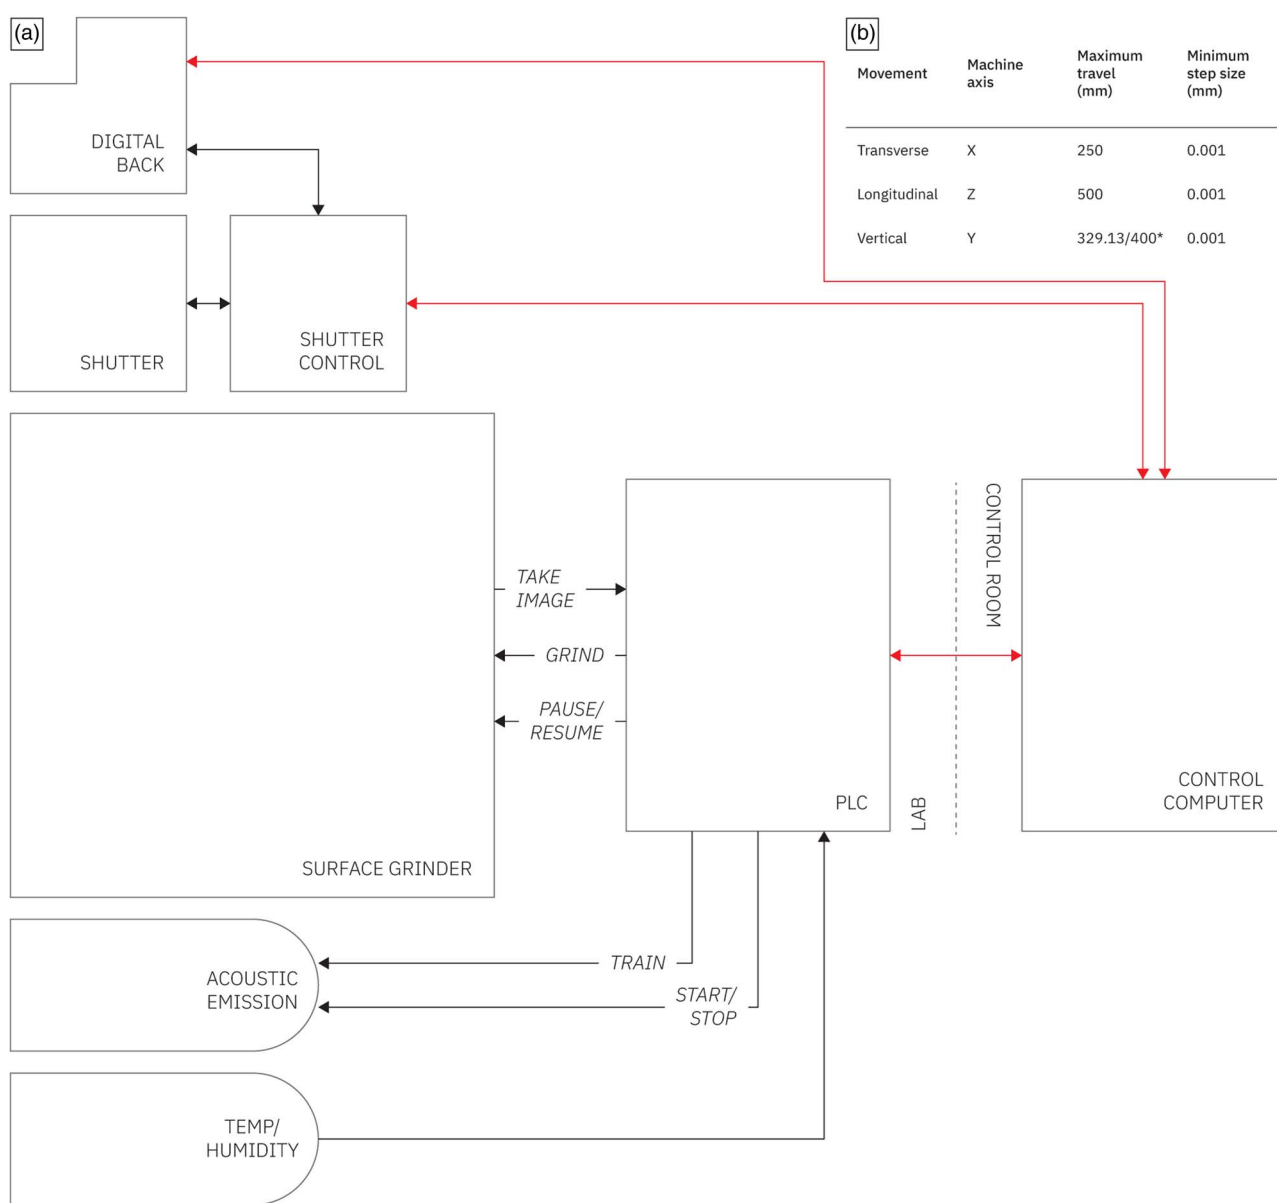 (a)
DIGITAL
BACK
SHUTTER
SHUTTER
CONTROL
(b)
Movement Machine axis Maximum travel (mm) Minimum step size (mm)
Transverse X 250 0.001
Longitudinal Z 500 0.001
Vertical Y 329.13/400* 0.001
SURFACE GRINDER
TAKE
IMAGE
GRIND
PAUSE/
RESUME
PLC
LAB
CONTROL ROOM
CONTROL
COMPUTER
ACOUSTIC
EMISSION
TRAIN
START/
STOP
TEMP/
HUMIDITY